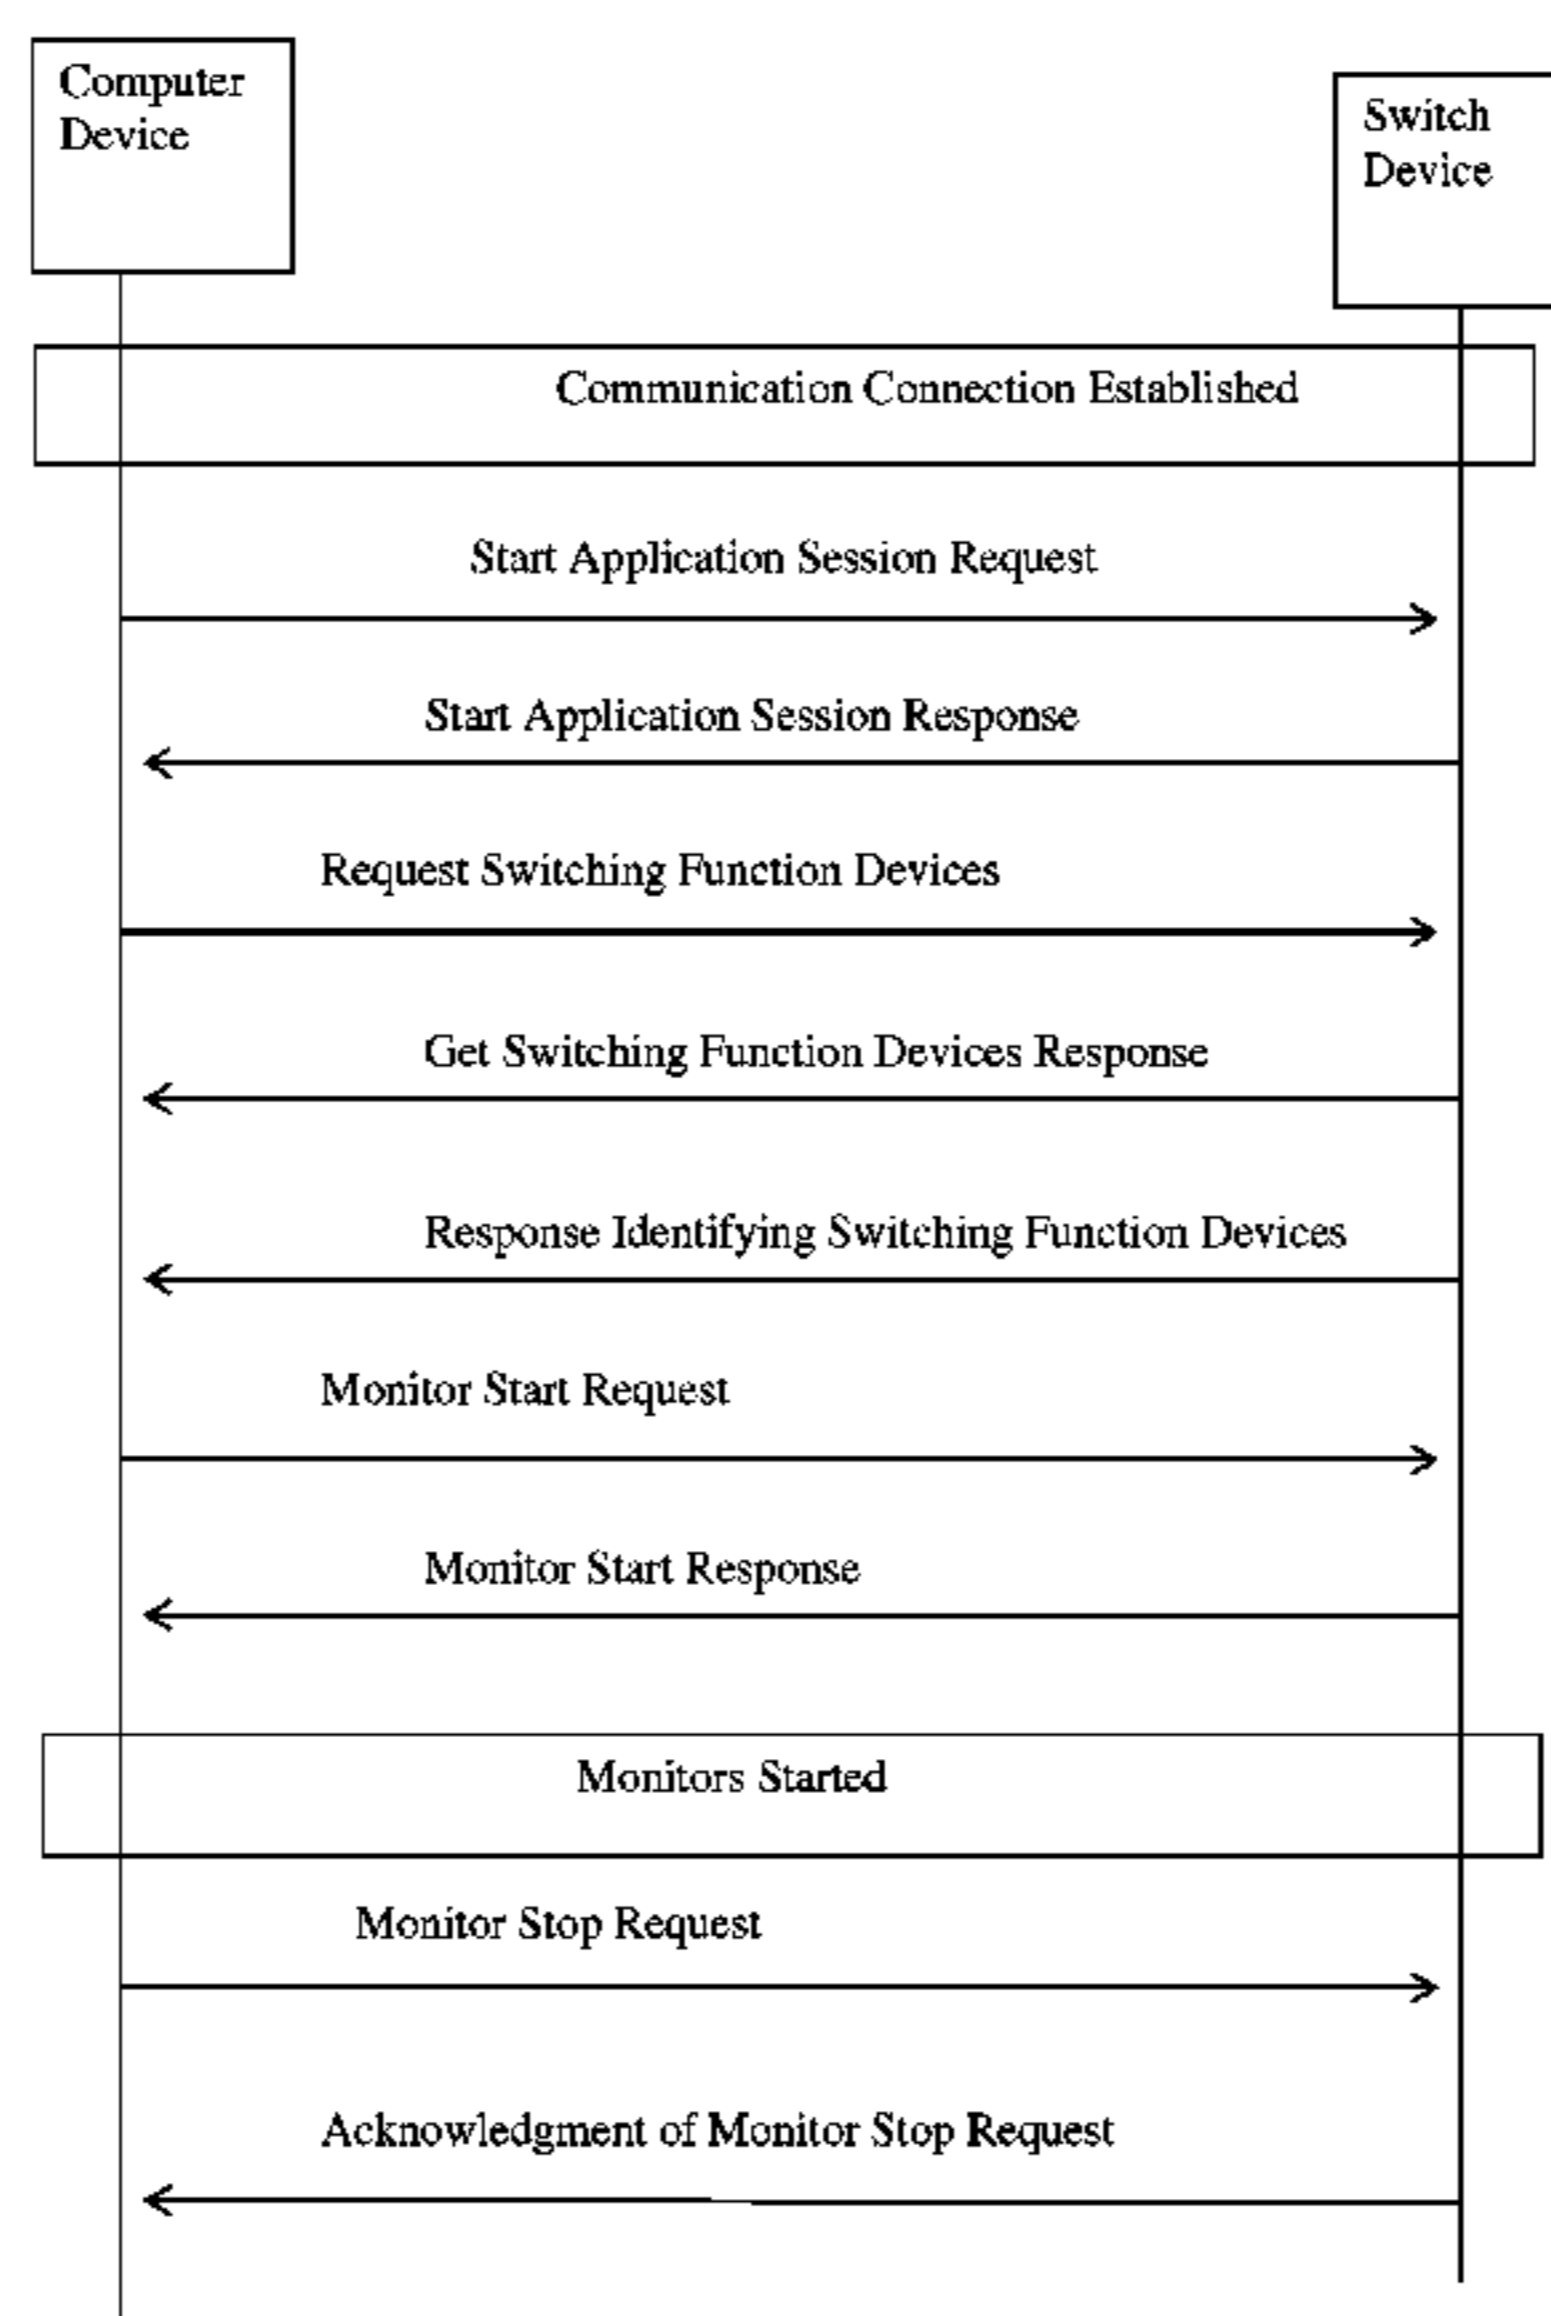 Computer
Device
Switch
Device
Communication Connection Established
Start Application Session Request
Start Application Session Response
Request Switching Function Devices
Get Switching Function Devices Response
Response Identifying Switching Function Devices
Monitor Start Request
Monitor Start Response
Monitors Started
Monitor Stop Request
Acknowledgment of Monitor Stop Request